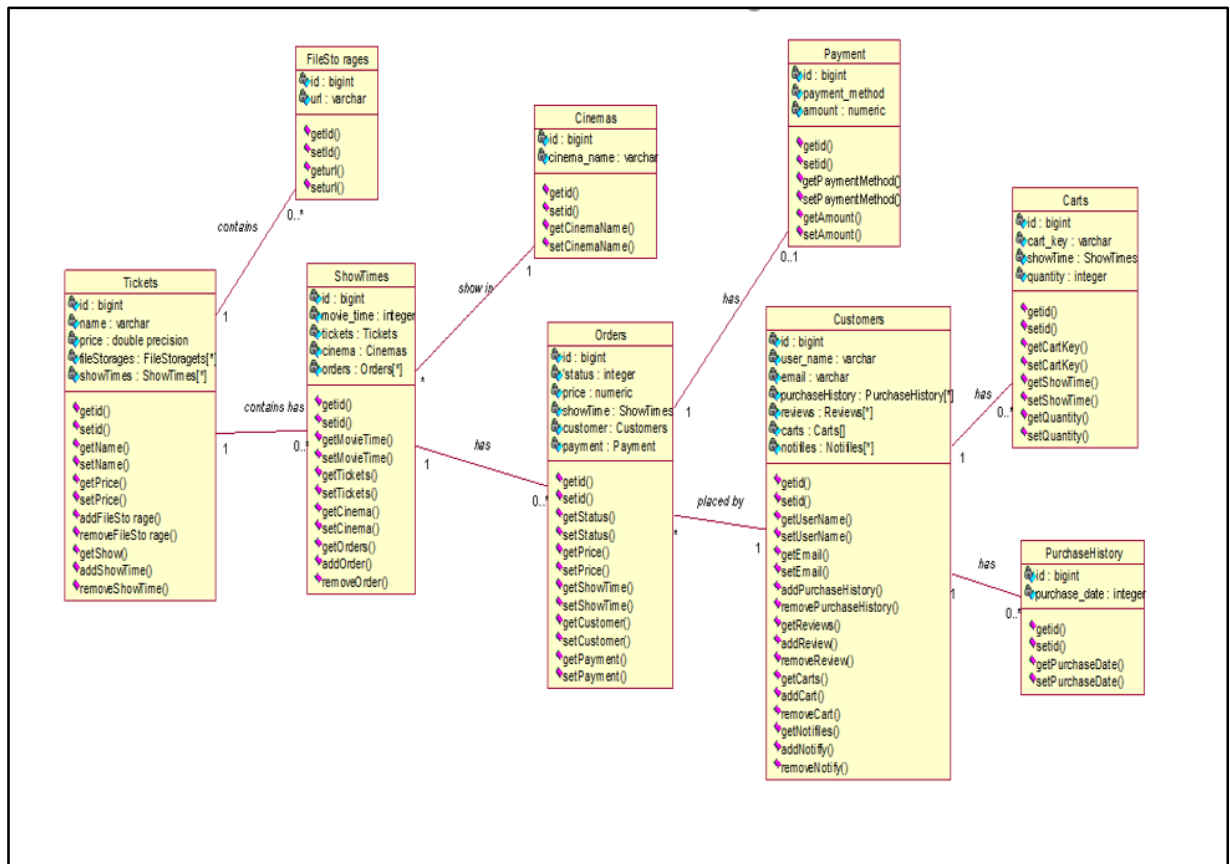 FileSto rages
id : bigint
url : varchar
getId()
setId()
geturl()
seturl()
0..*
contains
1
Tickets
id : bigint
name : varchar
price : double precision
fileStorages : FileStoragets[*]
showTimes : ShowTimes[*]
getid()
setid()
getName()
setName()
getPrice()
setPrice()
addFileSto rage()
removeFileSto rage()
getShow()
addShowTime()
removeShowTime()
contains has
1
0..*
ShowTimes
id : bigint
movie_time : integer
tickets : Tickets
cinema : Cinemas
orders : Orders[*]
getid()
setid()
getMovieTime()
setMovieTime()
getTickets()
setTickets()
getCinema()
setCinema()
getOrders()
addOrder()
removeOrder()
show in
1
*
Cinemas
id : bigint
cinema_name : varchar
getid()
setid()
getCinemaName()
setCinemaName()
has
1
0..*
Orders
id : bigint
'status : integer
price : numeric
showTime : ShowTimes
customer : Customers
payment : Payment
getid()
setid()
getStatus()
setStatus()
getPrice()
setPrice()
getShowTime()
setShowTime()
getCustomer()
setCustomer()
getPayment()
setPayment()
Payment
id : bigint
payment_method
amount : numeric
getid()
setid()
getPaymentMethod()
setPaymentMethod()
getAmount()
setAmount()
0..1
has
1
placed by
*
1
Customers
id : bigint
user_name : varchar
email : varchar
purchaseHistory : PurchaseHistory[*]
reviews : Reviews[*]
carts : Carts[]
notifies : Notifies[*]
getid()
setid()
getUserName()
setUserName()
getEmail()
setEmail()
addPurchaseHistory()
removePurchaseHistory()
getReviews()
addReview()
removeReview()
getCarts()
addCart()
removeCart()
getNotifies()
addNotiffy()
removeNotify()
has
1
0..*
Carts
id : bigint
cart_key : varchar
showTime : ShowTimes
quantity : integer
getid()
setid()
getCartKey()
setCartKey()
getShowTime()
setShowTime()
getQuantity()
setQuantity()
has
1
0..*
PurchaseHistory
id : bigint
purchase_date : integer
getid()
setid()
getPurchaseDate()
setPurchaseDate()